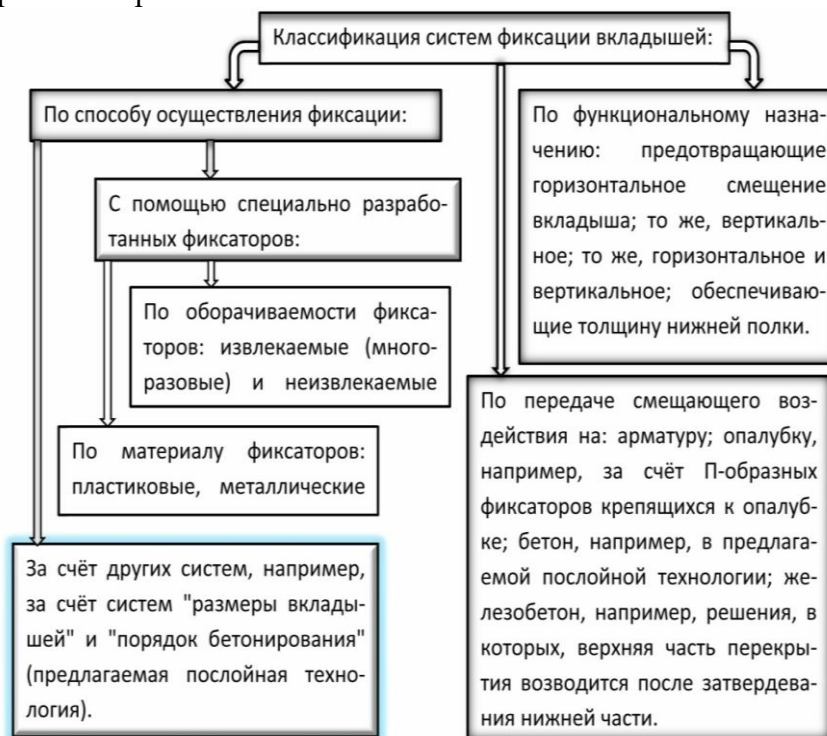 Классификация систем фиксации вкладышей:
По способу осуществления фиксации:
С помощью специально разрабо-
танных фиксаторов:
По оборачиваемости фикса-
торов: извлекаемые (много-
разовые) и неизвлекаемые
По материалу фиксаторов:
пластиковые, металлические
За счёт других систем, например,
за счёт систем "размеры вклады-
шей" и "порядок бетонирования"
(предлагаемая послойная техно-
логия).
По функциональному назна-
чению: предотвращающие
горизонтальное смещение
вкладыша; то же, вертикаль-
ное; то же, горизонтальное и
вертикальное; обеспечиваю-
щие толщину нижней полки.
По передаче смещающего воз-
действия на: арматуру; опалубку,
например, за счёт П-образных
фиксаторов крепящихся к опалуб-
ке; бетон, например, в предлага-
емой послойной технологии; же-
лезобетон, например, решения, в
которых, верхняя часть перекры-
тия возводится после затвердева-
ния нижней части.